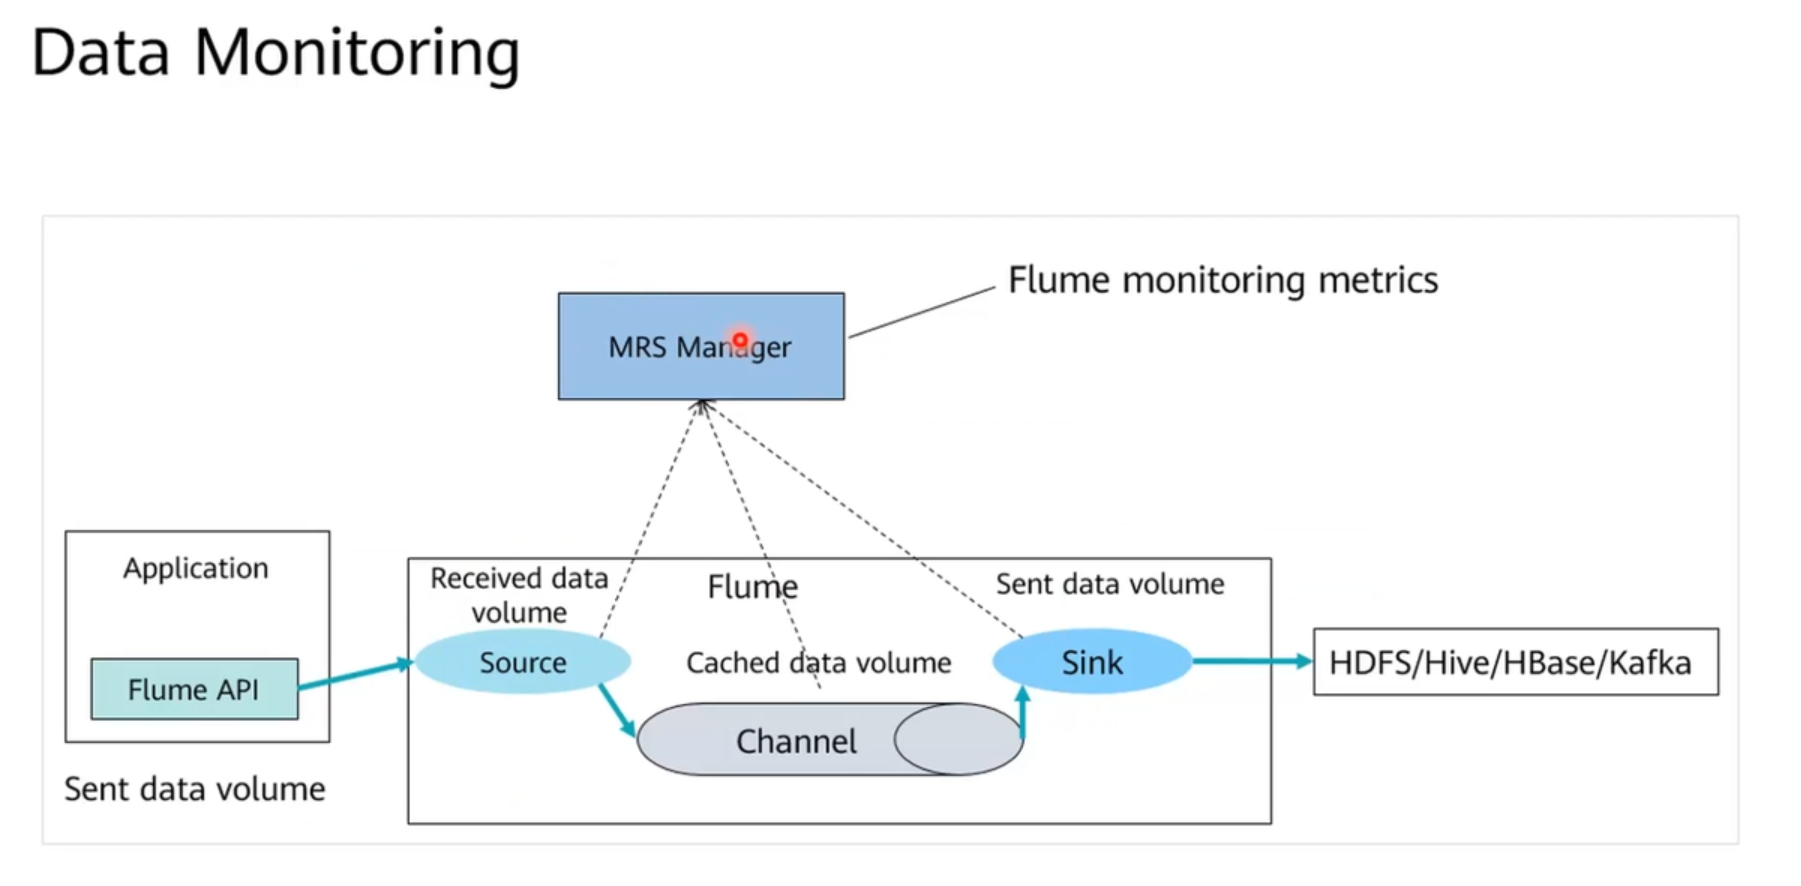 Data Monitoring
Flume monitoring metrics
MRS Manager
Application
Flume API
Sent data volume
Received data
volume
Flume
Sent data volume
Source
Cached data volume
Sink
Channel
HDFS/Hive/HBase/Kafka